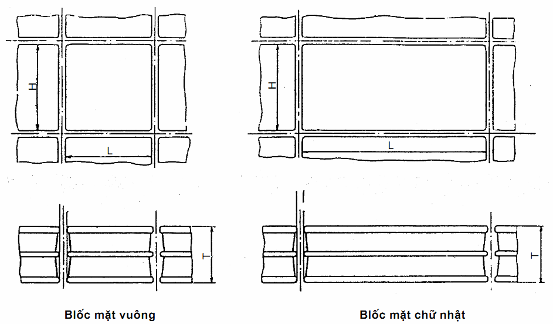 H
L
H
L
T
T
Blốc mặt vuông
Blốc mặt chữ nhật